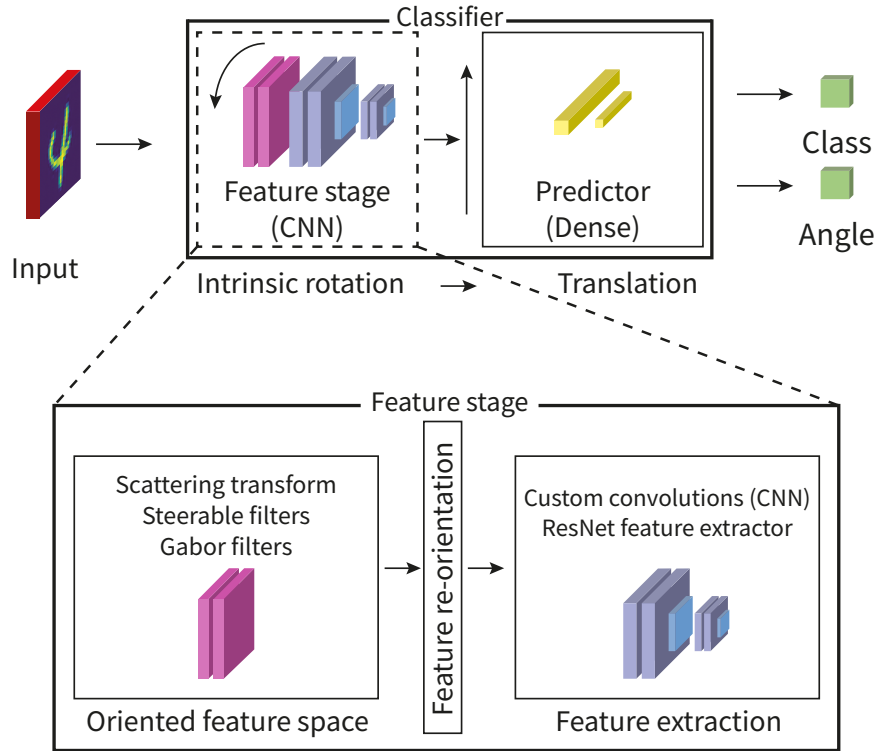 Classifier
Feature stage
(CNN)
Predictor
(Dense)
Class
Angle
Input
Intrinsic rotation
Translation
Feature stage
Scattering transform
Steerable filters
Gabor filters
Oriented feature space
Feature re-orientation
Custom convolutions (CNN)
ResNet feature extractor
Feature extraction